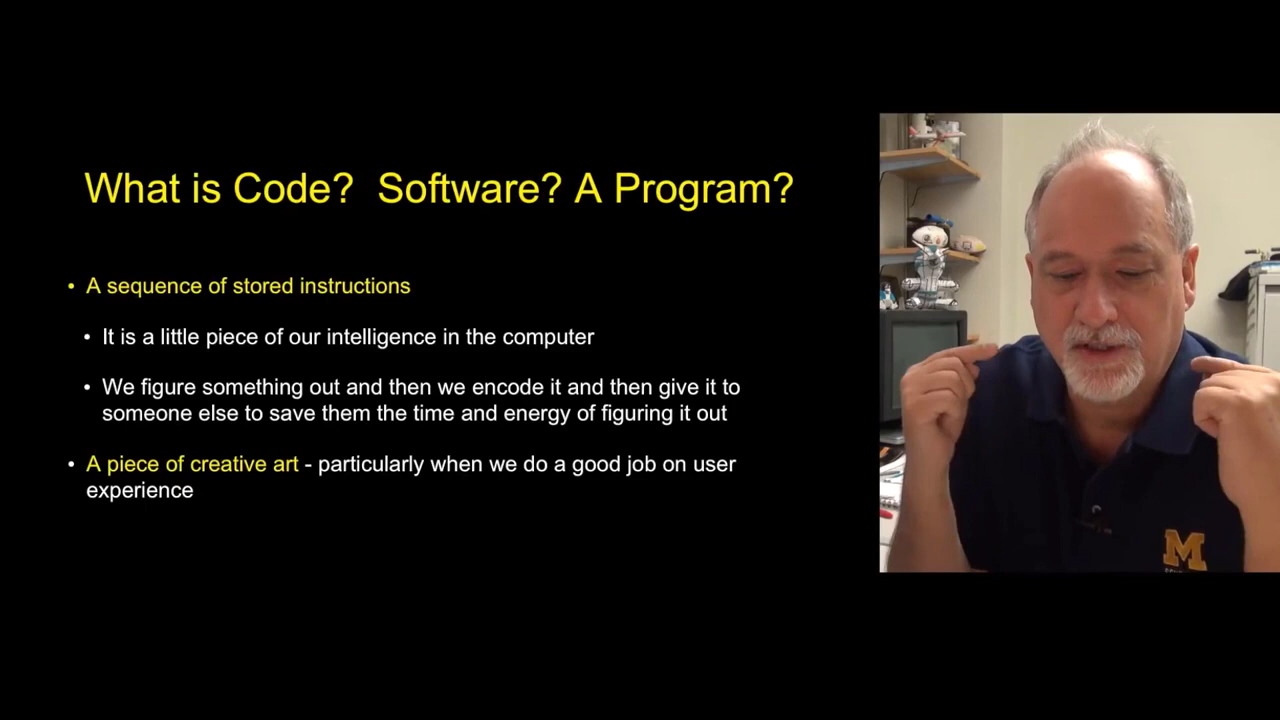 What is Code?  Software? A Program?
• A sequence of stored instructions
• It is a little piece of our intelligence in the computer
• We figure something out and then we encode it and then give it to
someone else to save them the time and energy of figuring it out
• A piece of creative art - particularly when we do a good job on user
experience
M